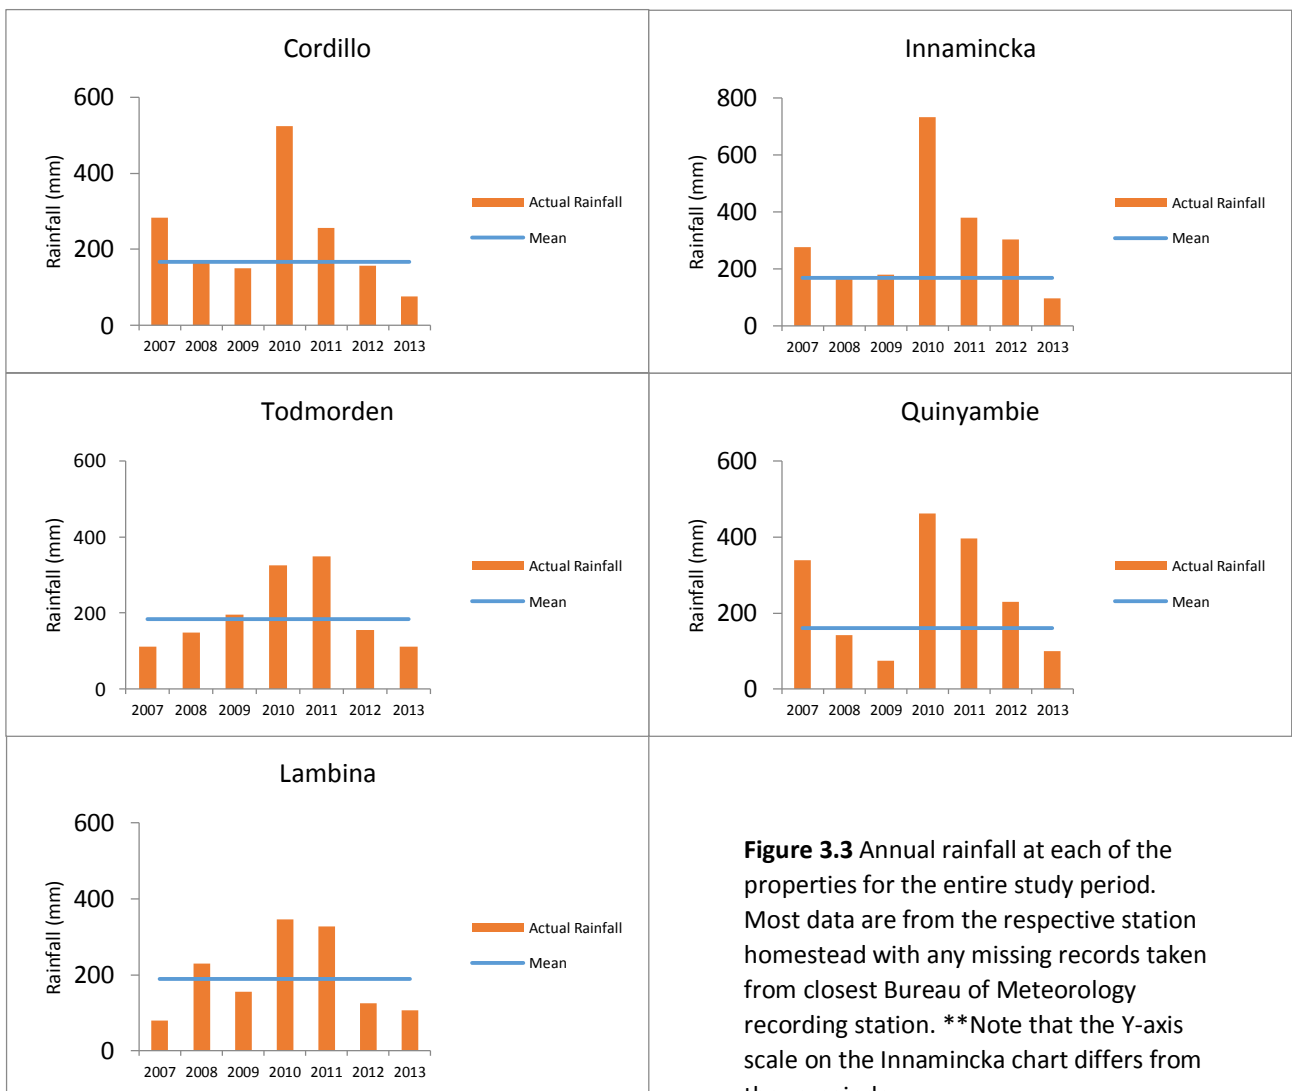 Cordillo
600
400
200
0
Rainfall (mm)
2007 2008 2009 2010 2011 2012 2013
Actual Rainfall
Mean
Innamincka
800
600
400
200
0
Rainfall (mm)
2007 2008 2009 2010 2011 2012 2013
Actual Rainfall
Mean
Todmorden
600
400
200
0
Rainfall (mm)
2007 2008 2009 2010 2011 2012 2013
Actual Rainfall
Mean
Quinyambie
600
400
200
0
Rainfall (mm)
2007 2008 2009 2010 2011 2012 2013
Actual Rainfall
Mean
Lambina
600
400
200
0
Rainfall (mm)
2007 2008 2009 2010 2011 2012 2013
Actual Rainfall
Mean
Figure 3.3 Annual rainfall at each of the
properties for the entire study period.
Most data are from the respective station
homestead with any missing records taken
from closest Bureau of Meteorology
recording station. **Note that the Y-axis
scale on the Innamincka chart differs from